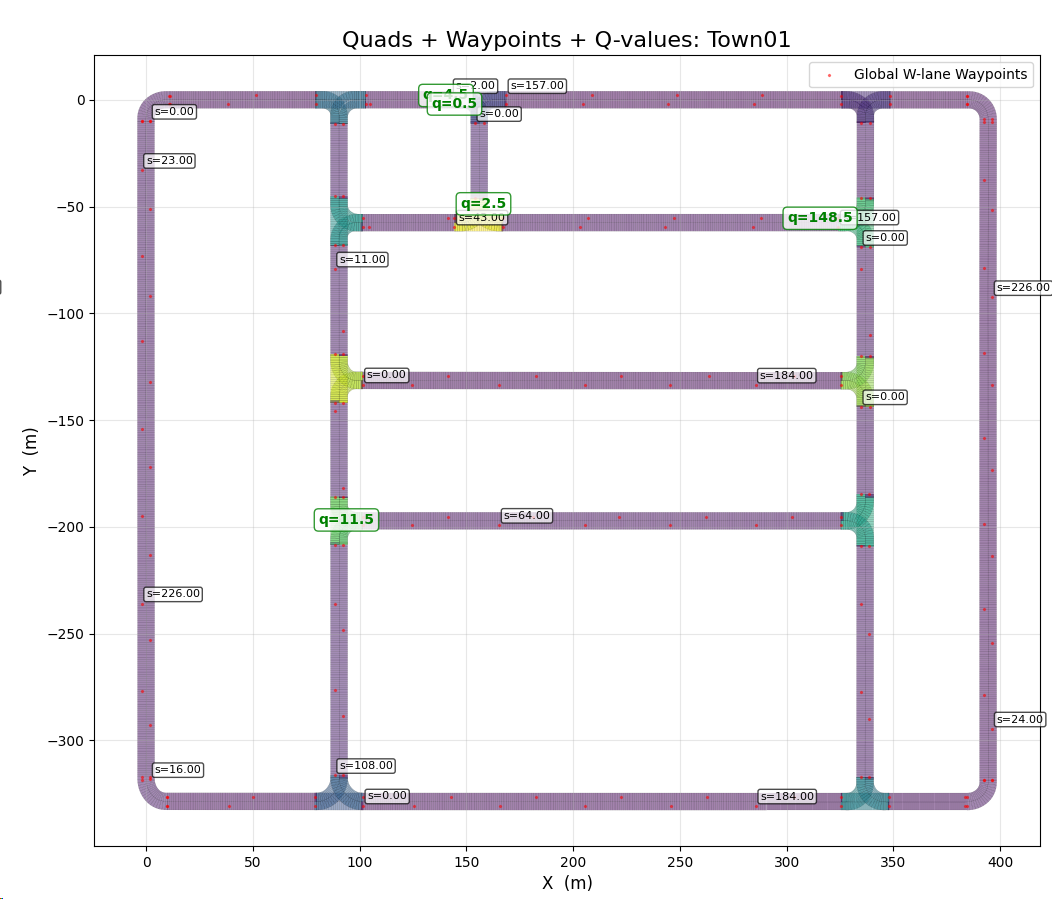 Quads + Waypoints + Q-values: Town01
Global W-lane Waypoints
s=157.00
q=0.5
s=0.00
s=0.00
s=23.00
q=2.5
s=43.00
q=148.5
157.00
s=0.00
s=11.00
s=226.00
s=0.00
s=184.00
s=0.00
q=11.5
s=64.00
s=226.00
s=24.00
s=16.00
s=108.00
s=0.00
s=184.00
0
−50
−100
−150
−200
−250
−300
Y (m)
0
50
100
150
200
250
300
350
400
X (m)